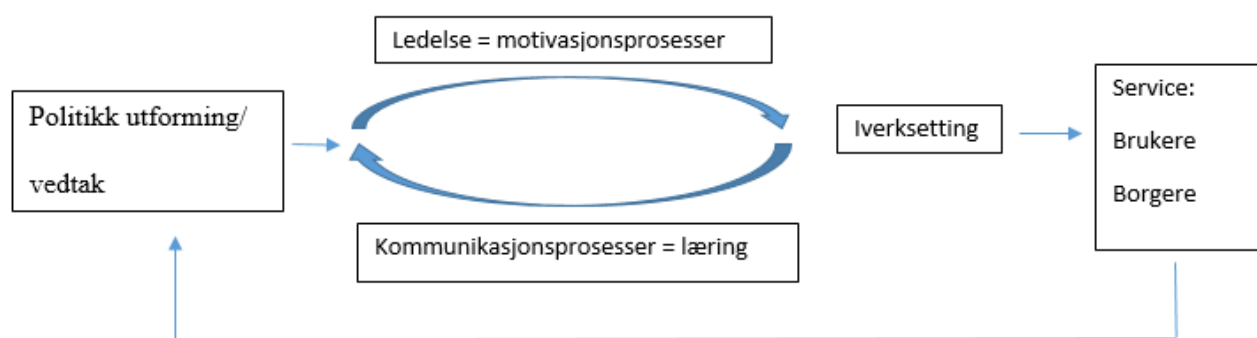 Ledelse = motivasjonsprosesser
Politikk utforming/
vedtak
Iverksetting
Service:
Brukere
Borgere
Kommunikasjonsprosesser = læring